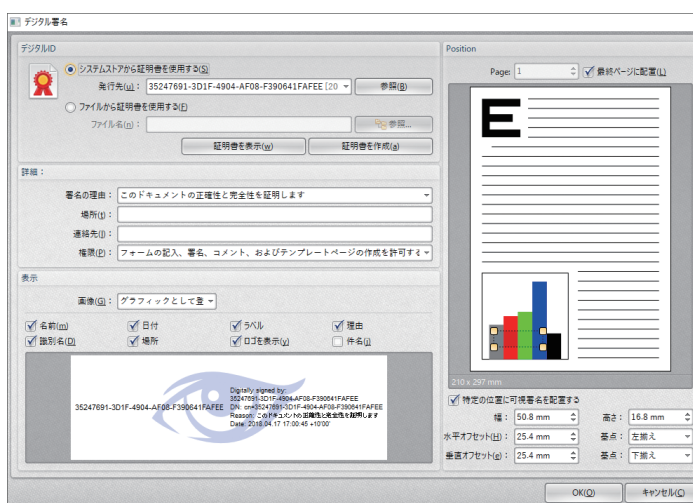 デジタル署名
デジタルID
システムストアから証明書を使用する(S)
発行先(u)： 35247691-3D1F-4904-AF08-F390641FAFEE [20 参照(B)
ファイルから証明書を使用する(F)
ファイル名(n)： 参照...
証明書を表示(w) 証明書を作成(a)
詳細：
署名の理由： このドキュメントの正確性と完全性を証明します
場所(t)：
連絡先(I)：
権限(P)： フォームの記入、署名、コメント、およびテンプレートページの作成を許可する
表示
画像(G)： グラフィックとして登
名前(m) 日付 ラベル 理由
識別名(D) 場所 ロゴを表示(y) 件名(j)
35247691-3D1F-4904-AF08-F390641FAFEE
Digitally signed by:
35247691-3D1F-4904-AF08-F390641FAFEE
DN: cn=35247691-3D1F-4904-AF08-F390641FAFEE
Reason: このドキュメントの正確性と完全性を証明します
Date: 2018.04.17 17:00:45 +10'00'
Position
Page: 1 最終ページに配置(L)
E
210 x 297 mm
特定の位置に可視署名を配置する
幅： 50.8 mm 高さ： 16.8 mm
水平オフセット(H)： 25.4 mm 基点： 左揃え
垂直オフセット(e)： 25.4 mm 基点： 下揃え
OK(O) キャンセル(C)